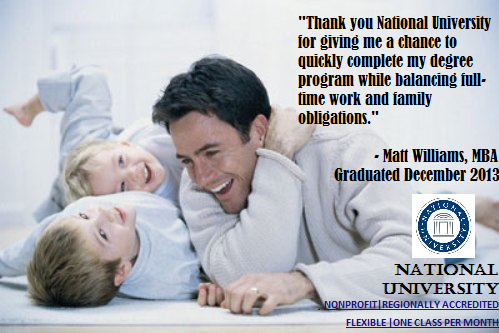 "Thank you National University
for giving me a chance to
quickly complete my degree
program while balancing full-
time work and family
obligations."
- Matt Williams, MBA
Graduated December 2013
NATIONAL
UNIVERSITY
NATIONAL
UNIVERSITY
NONPROFIT|REGIONALLY ACCREDITED
FLEXIBLE|ONE CLASS PER MONTH